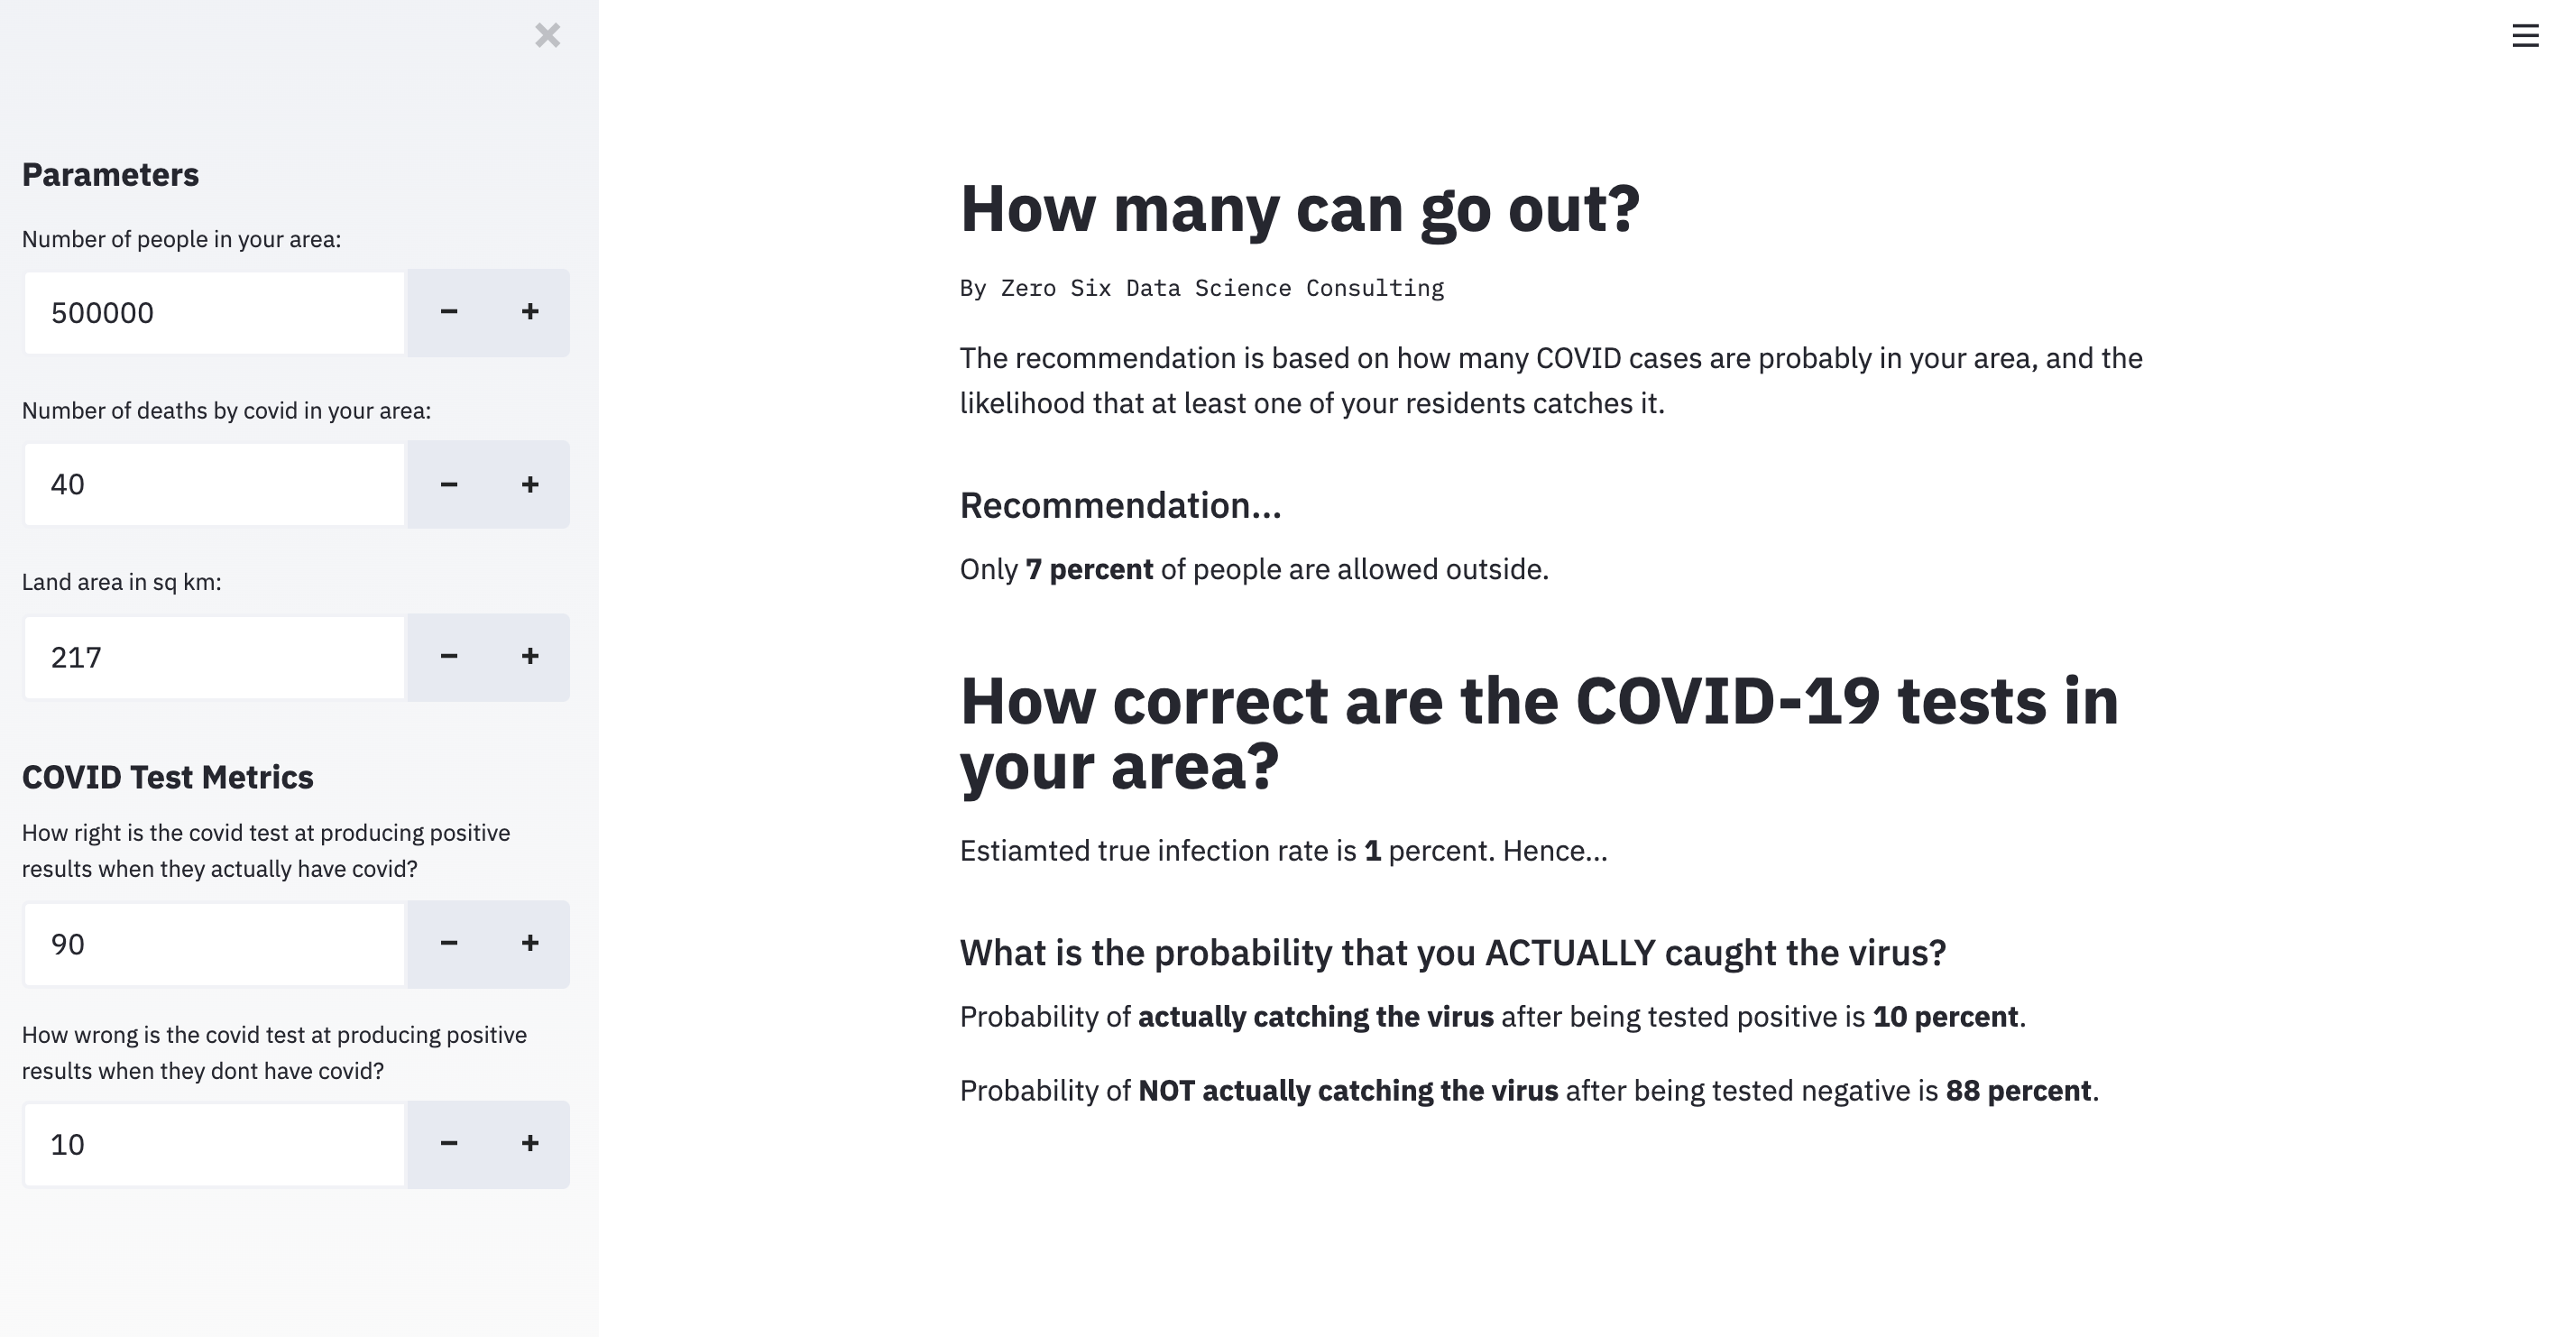 Parameters
Number of people in your area:
500000
Number of deaths by covid in your area:
40
Land area in sq km:
217
COVID Test Metrics
How right is the covid test at producing positive
results when they actually have covid?
90
How wrong is the covid test at producing positive
results when they dont have covid?
10
How many can go out?
By Zero Six Data Science Consulting
The recommendation is based on how many COVID cases are probably in your area, and the
likelihood that at least one of your residents catches it.
Recommendation...
Only 7 percent of people are allowed outside.
How correct are the COVID-19 tests in
your area?
Estiamted true infection rate is 1 percent. Hence...
What is the probability that you ACTUALLY caught the virus?
Probability of actually catching the virus after being tested positive is 10 percent.
Probability of NOT actually catching the virus after being tested negative is 88 percent.